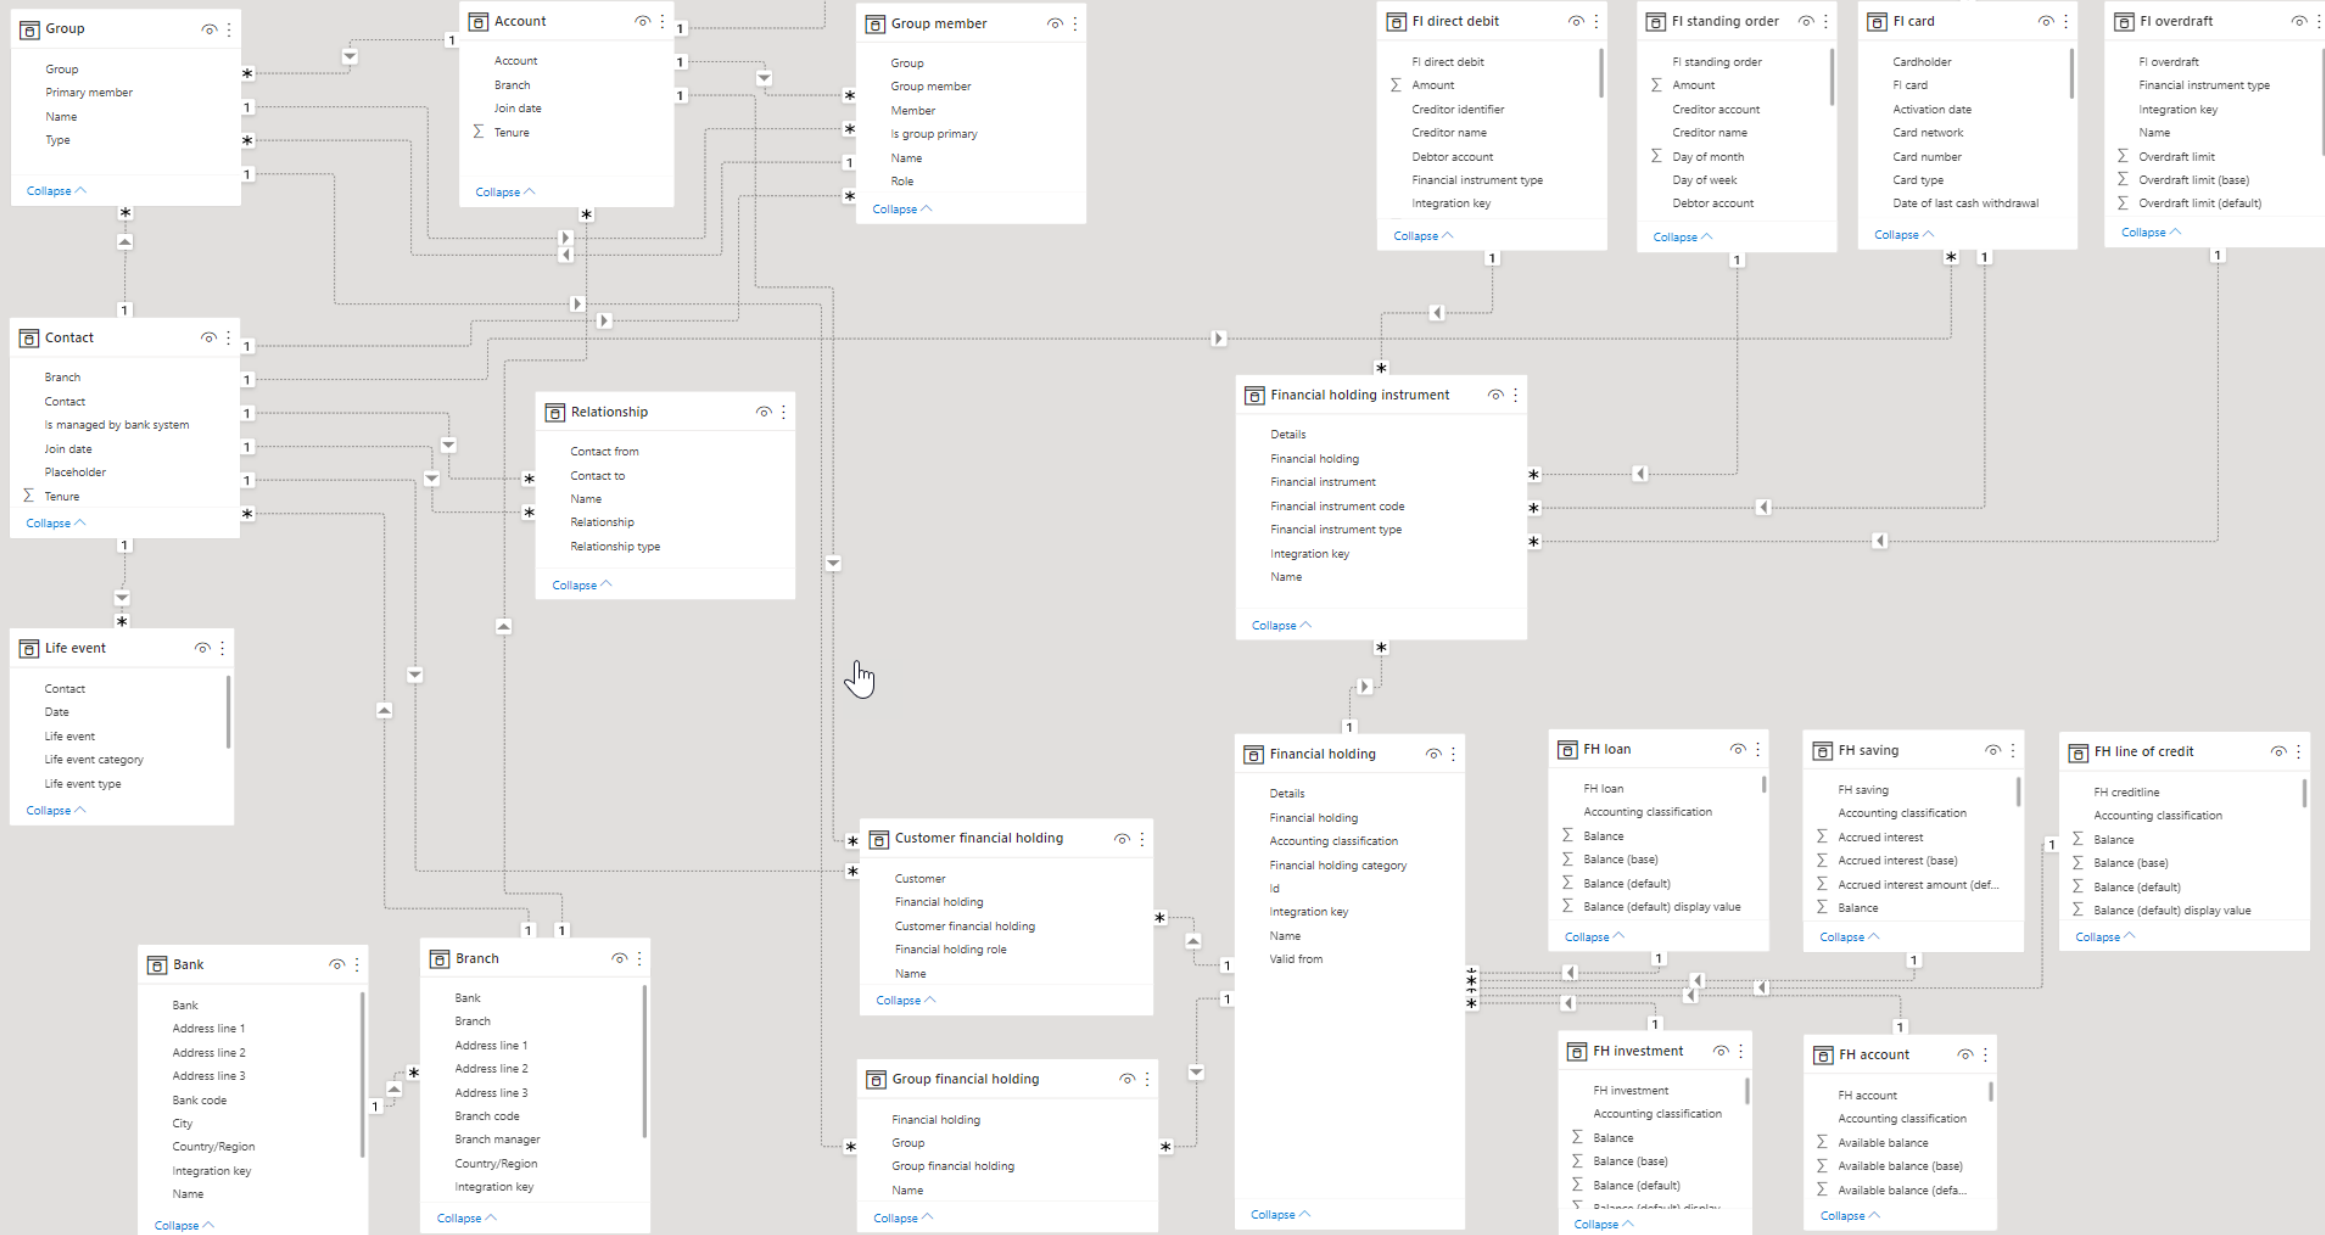 Group
Group
Primary member
Name
Type
Collapse
Account
Account
Branch
Join date
Tenure
Collapse
Group member
Group
Group member
Member
Is group primary
Name
Role
Collapse
FI direct debit
FI direct debit
Amount
Creditor identifier
Creditor name
Debtor account
Financial instrument type
Integration key
Collapse
FI standing order
FI standing order
Amount
Creditor account
Creditor name
Day of month
Day of week
Debtor account
Collapse
FI card
Cardholder
FI card
Activation date
Card network
Card number
Card type
Date of last cash withdrawal
Collapse
FI overdraft
FI overdraft
Financial instrument type
Integration key
Name
Overdraft limit
Overdraft limit (base)
Overdraft limit (default)
Collapse
Contact
Branch
Contact
Is managed by bank system
Join date
Placeholder
Tenure
Collapse
Relationship
Contact from
Contact to
Name
Relationship
Relationship type
Collapse
Financial holding instrument
Details
Financial holding
Financial instrument
Financial instrument code
Financial instrument type
Integration key
Name
Collapse
Life event
Contact
Date
Life event
Life event category
Life event type
Collapse
Customer financial holding
Customer
Financial holding
Customer financial holding
Financial holding role
Name
Collapse
Financial holding
Details
Financial holding
Accounting classification
Financial holding category
Id
Integration key
Name
Valid from
Collapse
FH loan
FH loan
Accounting classification
Balance
Balance (base)
Balance (default)
Balance (default) display value
Collapse
FH saving
FH saving
Accounting classification
Accrued interest
Accrued interest (base)
Accrued interest amount (def...
Balance
Collapse
FH line of credit
FH creditline
Accounting classification
Balance
Balance (base)
Balance (default)
Balance (default) display value
Collapse
Bank
Bank
Address line 1
Address line 2
Address line 3
Bank code
City
Country/Region
Integration key
Name
Collapse
Branch
Bank
Branch
Address line 1
Address line 2
Address line 3
Branch code
Branch manager
Country/Region
Integration key
Collapse
Group financial holding
Financial holding
Group
Group financial holding
Name
Collapse
FH investment
FH investment
Accounting classification
Balance
Balance (base)
Balance (default)
Balance (default) display
Collapse
FH account
FH account
Accounting classification
Available balance
Available balance (base)
Available balance (defa...
Collapse